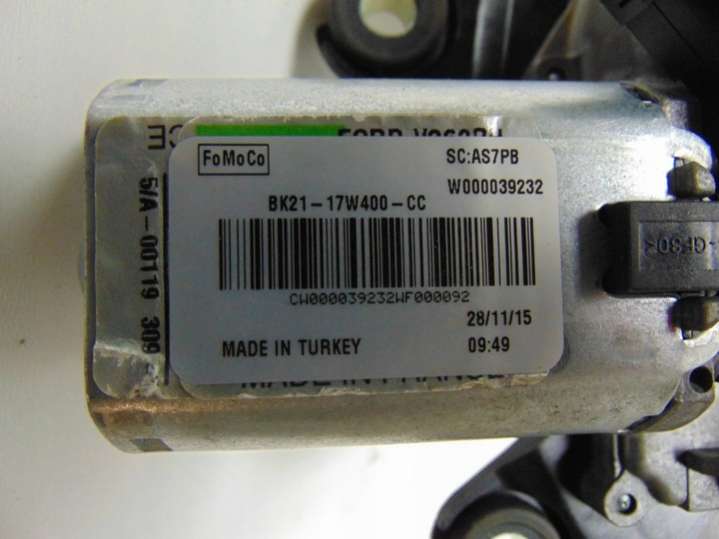 FoMoCo
SC:AS7PB
W000039232
BK21-17W400-CC
CW000039232WF000092
28/11/15
MADE IN TURKEY
09:49
5/A-00119 309
MADE IN FRANCE